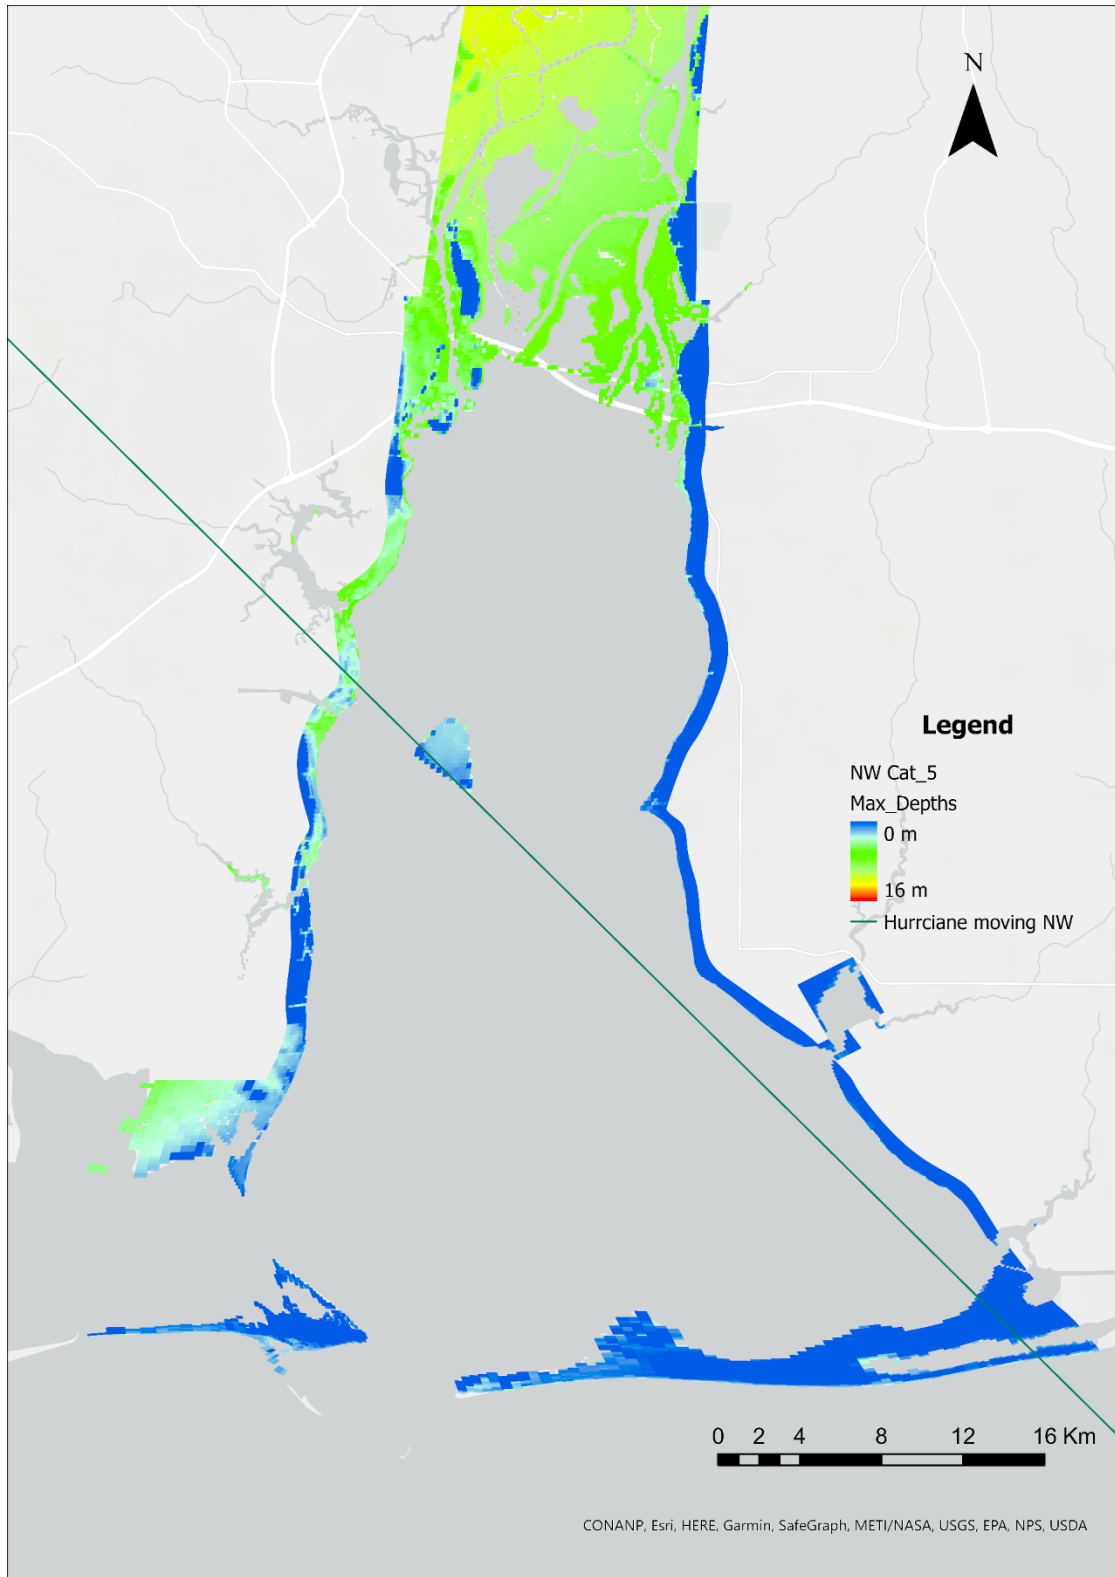 N
Legend
NW Cat_5
Max_Depths
0 m
16 m
Hurrciane moving NW
0 2 4 8 12 16 Km
CONANP, Esri, HERE, Garmin, SafeGraph, METI/NASA, USGS, EPA, NPS, USDA